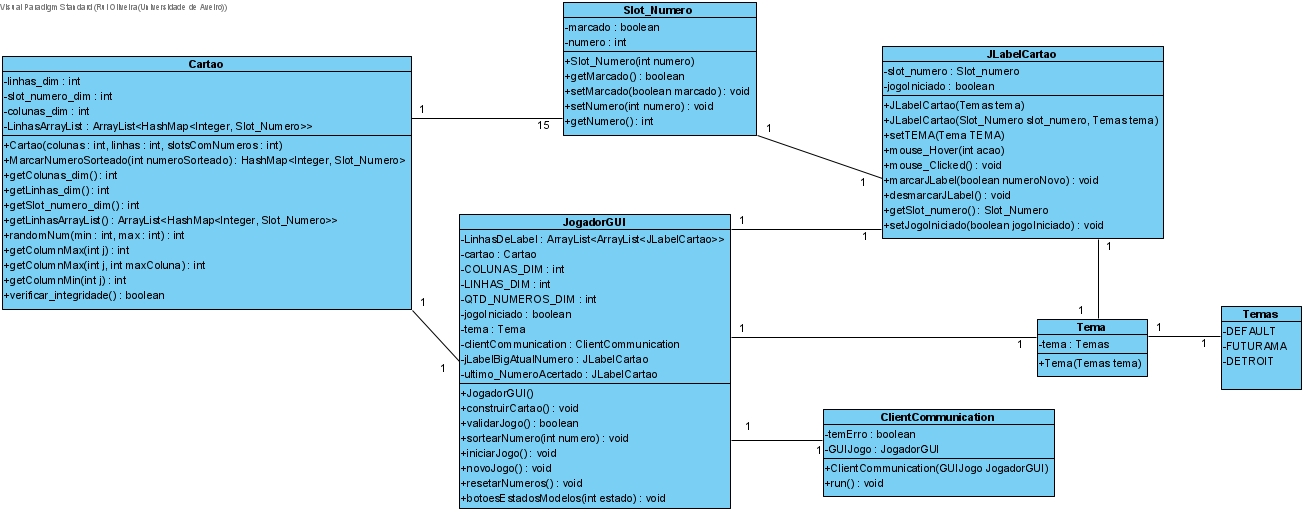 Visual Paradigm Standard (Rui Oliveira(Universidade de Aveiro))
Slot_Numero
-marcado : boolean
-numero : int
+Slot_Numero(int numero)
+getMarcado() : boolean
+setMarcado(boolean marcado) : void
+setNumero(int numero) : void
+getNumero() : int
Cartao
-linhas_dim : int
-slot_numero_dim : int
-colunas_dim : int
-LinhasArrayList : ArrayList<HashMap<Integer, Slot_Numero>>
+Cartao(colunas : int, linhas : int, slotsComNumeros : int)
+MarcarNumeroSorteado(int numeroSorteado) : HashMap<Integer, Slot_Numero>
+getColunas_dim() : int
+getLinhas_dim() : int
+getSlot_numero_dim() : int
+getLinhasArrayList() : ArrayList<HashMap<Integer, Slot_Numero>>
+randomNum(min : int, max : int) : int
+getColumnMax(int j) : int
+getColumnMax(int j, int maxColuna) : int
+getColumnMin(int j) : int
+verificar_integridade() : boolean
1
15
1
1
JLabelCartao
-slot_numero : Slot_numero
-jogoIniciado : boolean
+JLabelCartao(Temas tema)
+JLabelCartao(Slot_Numero slot_numero, Temas tema)
+setTEMA(Tema TEMA)
+mouse_Hover(int acao)
+mouse_Clicked() : void
+marcarJLabel(boolean numeroNovo) : void
+desmarcarJLabel() : void
+getSlot_numero() : Slot_Numero
+setJogoIniciado(boolean jogoIniciado) : void
1
1
JogadorGUI
-LinhasDeLabel : ArrayList<ArrayList<JLabelCartao>>
-cartao : Cartao
-COLUNAS_DIM : int
-LINHAS_DIM : int
-QTD_NUMEROS_DIM : int
-jogoIniciado : boolean
-tema : Tema
-clientCommunication : ClientCommunication
-jLabelBigAtualNumero : JLabelCartao
-ultimo_NumeroAcertado : JLabelCartao
+JogadorGUI()
+construirCartao() : void
+validarJogo() : boolean
+sortearNumero(int numero) : void
+iniciarJogo() : void
+novoJogo() : void
+resetarNumeros() : void
+botoesEstadosModelos(int estado) : void
1
1
1
1
1
1
Tema
-tema : Temas
+Tema(Temas tema)
1
1
Temas
-DEFAULT
-FUTURAMA
-DETROIT
1
1
ClientCommunication
-temErro : boolean
-GUIJogo : JogadorGUI
+ClientCommunication(GUIJogo JogadorGUI)
+run() : void